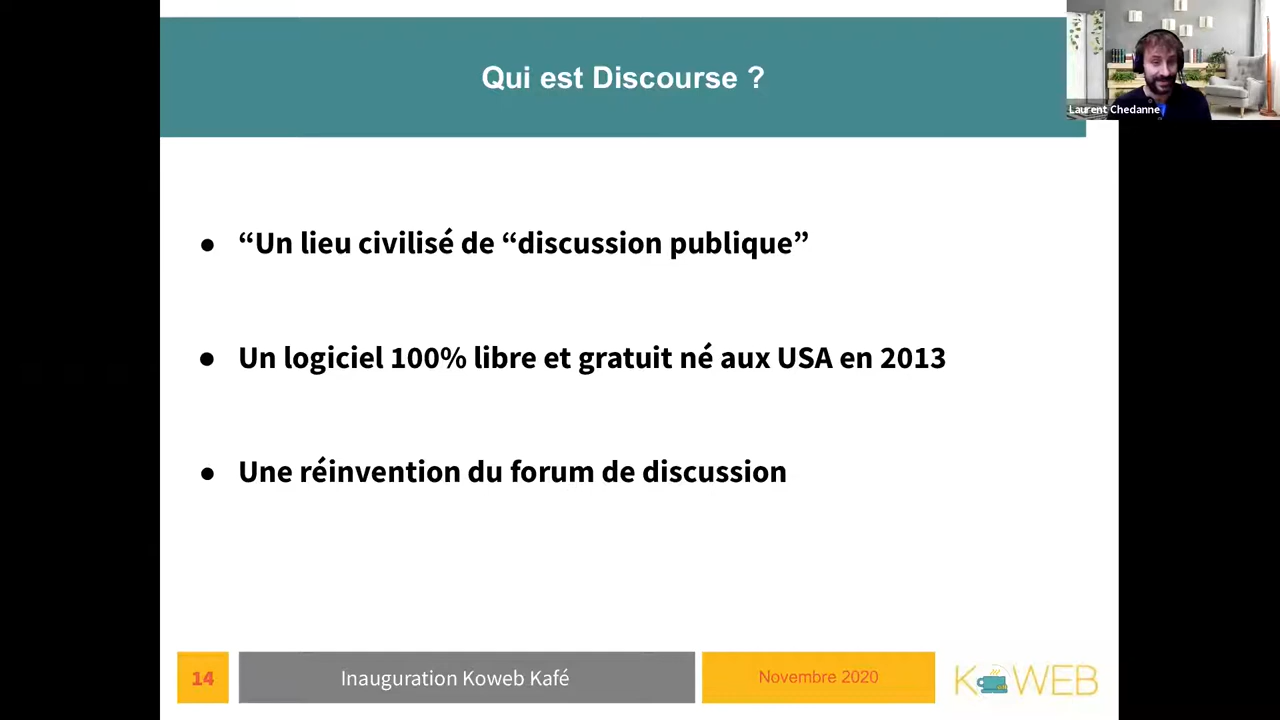 Qui est Discourse ?
Laurent Chedanne
● “Un lieu civilisé de “discussion publique”
● Un logiciel 100% libre et gratuit né aux USA en 2013
● Une réinvention du forum de discussion
14
Inauguration Koweb Kafé
Novembre 2020
KOWEB